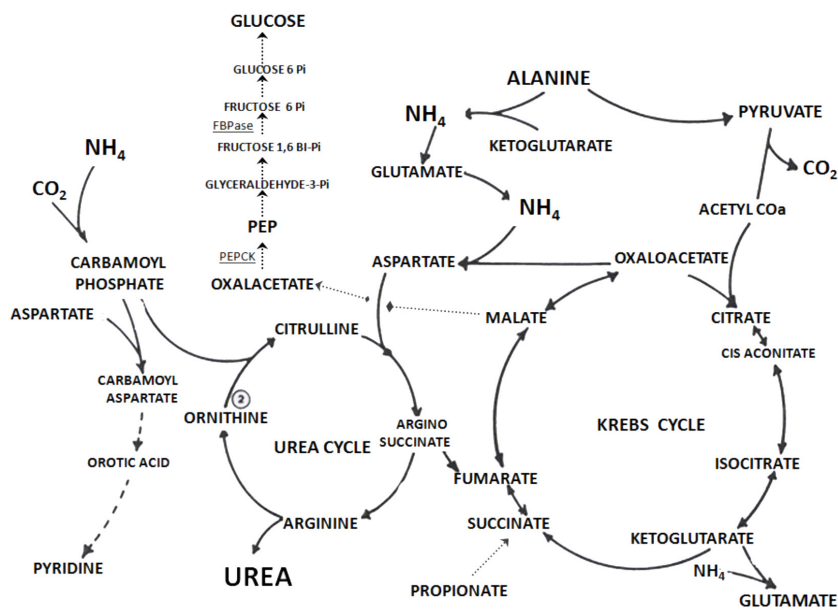 GLUCOSE
GLUCOSE 6 Pi
FRUCTOSE 6 Pi
FBPase
FRUCTOSE 1,6 BI-Pi
GLYCERALDEHYDE-3-Pi
PEP
PEPCK
OXALACETATE
NH4
CO2
CARBAMOYL
PHOSPHATE
ASPARTATE
CARBAMOYL
ASPARTATE
OROTIC ACID
PYRIDINE
CITRULLINE
2
ORNITHINE
UREA CYCLE
ARGINO
SUCCINATE
ARGININE
UREA
ALANINE
NH4
KETOGLUTARATE
GLUTAMATE
NH4
ASPARTATE
PYRUVATE
CO2
ACETYL COa
OXALOACETATE
MALATE
CITRATE
CIS ACONITATE
KREBS CYCLE
ISOCITRATE
FUMARATE
SUCCINATE
KETOGLUTARATE
NH4
GLUTAMATE
PROPIONATE